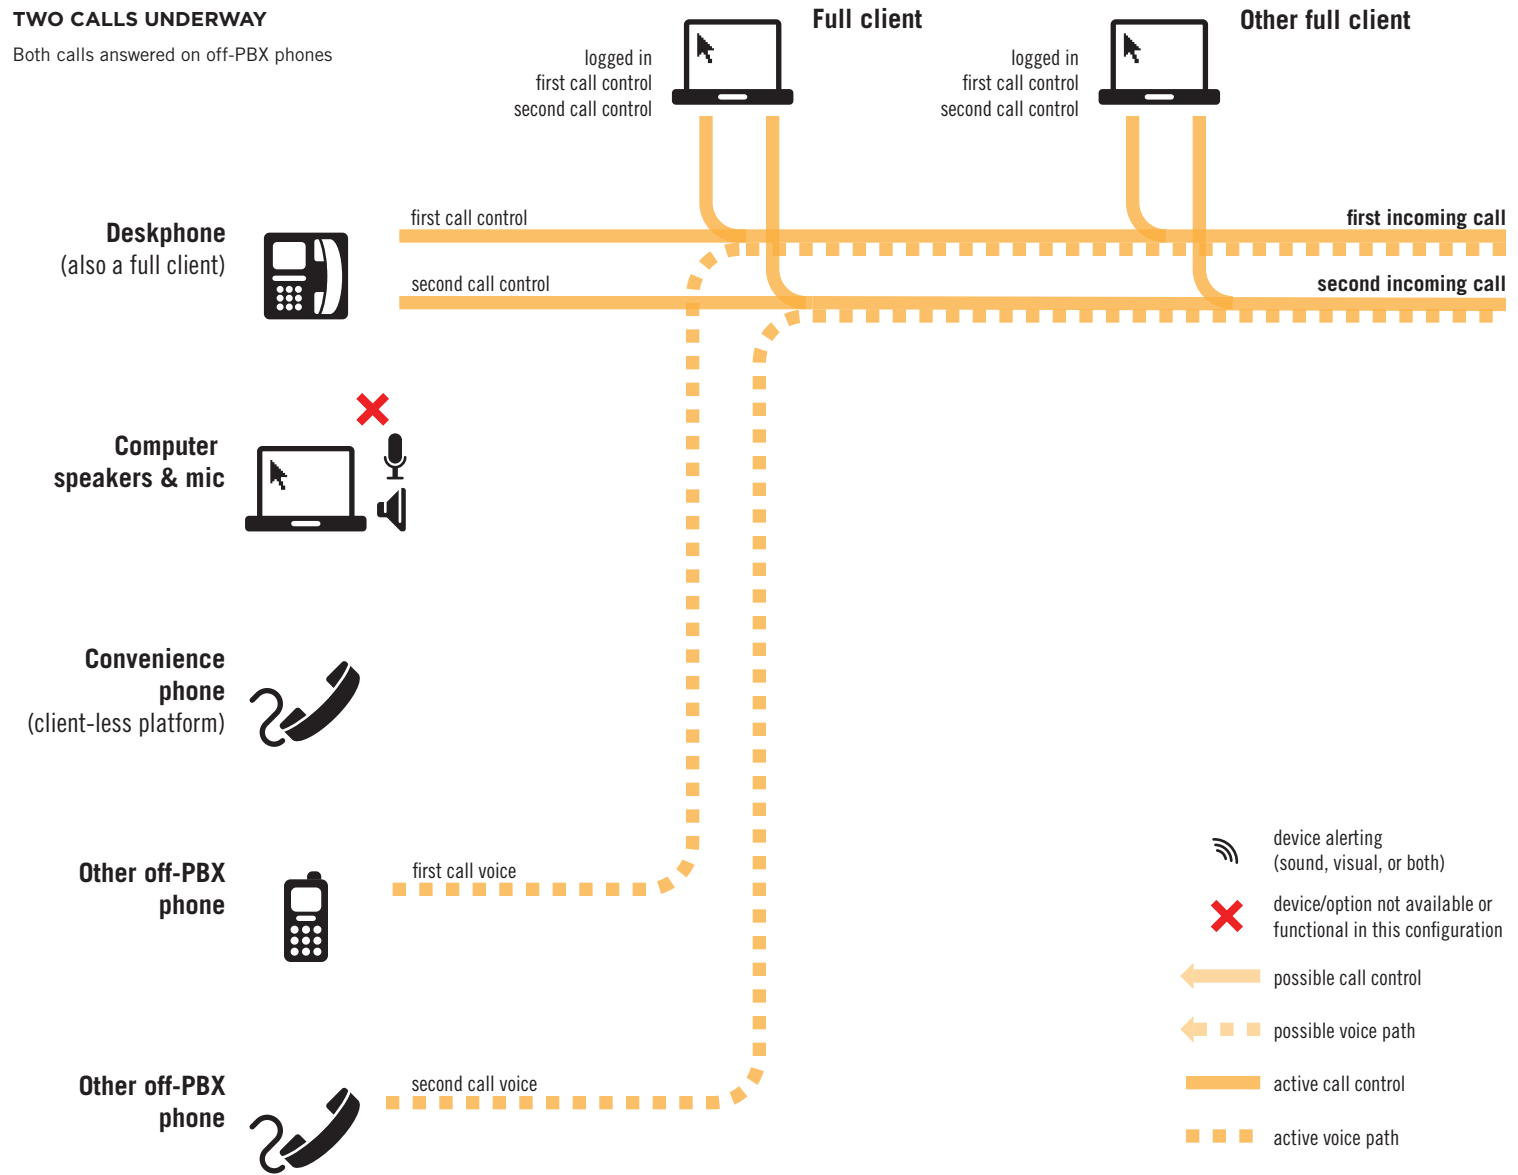 TWO CALLS UNDERWAY
Both calls answered on off-PBX phones
Full client
logged in
first call control
second call control
Other full client
logged in
first call control
second call control
Deskphone
(also a full client)
first call control
first incoming call
second call control
second incoming call
Computer
speakers & mic
Convenience
phone
(client-less platform)
Other off-PBX
phone
first call voice
Other off-PBX
phone
second call voice
device alerting
(sound, visual, or both)
device/option not available or
functional in this configuration
possible call control
possible voice path
active call control
active voice path